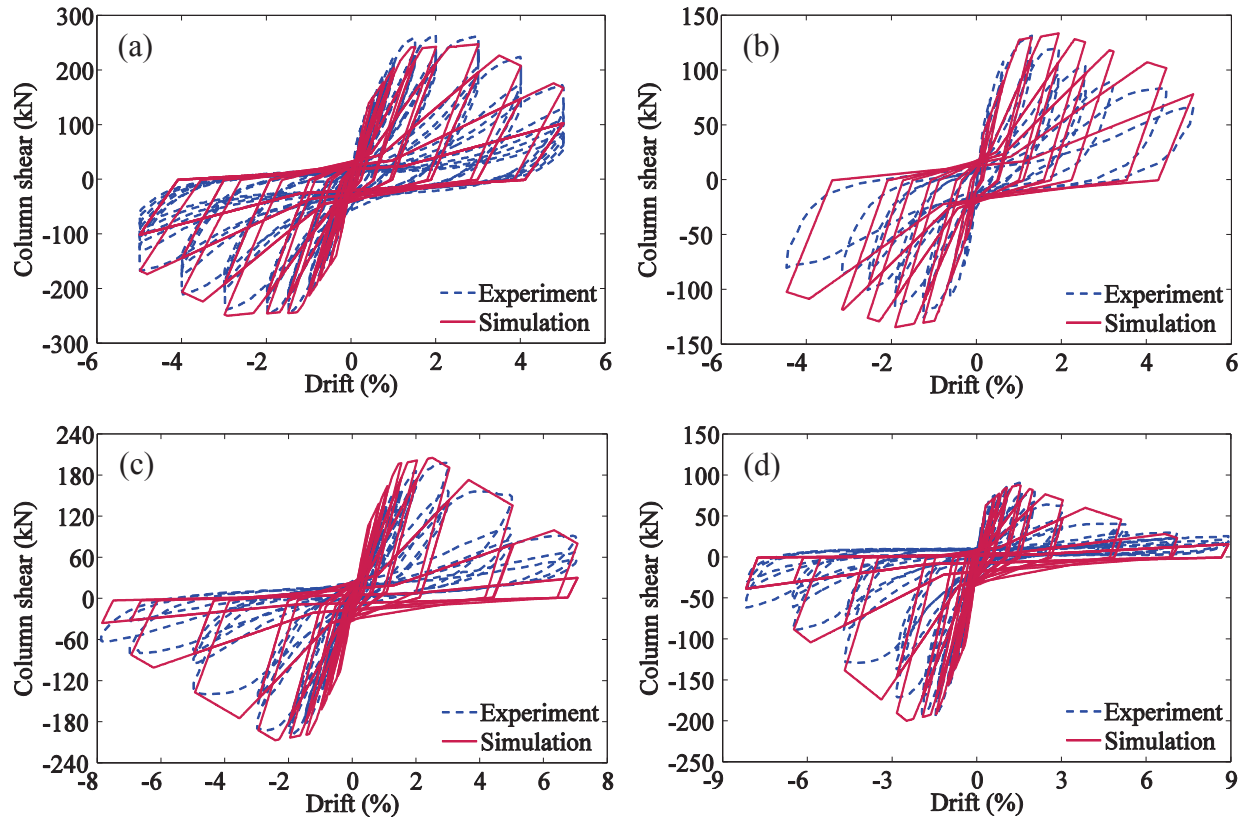 (a)
300
200
100
0
-100
-200
-300
Column shear (kN)
Experiment
Simulation
-6 -4 -2 0 2 4 6
Drift (%)
(b)
150
100
50
0
-50
-100
-150
Column shear (kN)
Experiment
Simulation
-6 -4 -2 0 2 4 6
Drift (%)
(c)
240
180
120
60
0
-60
-120
-180
-240
Column shear (kN)
Experiment
Simulation
-8 -6 -4 -2 0 2 4 6 8
Drift (%)
(d)
150
100
50
0
-50
-100
-150
-200
-250
Column shear (kN)
Experiment
Simulation
-9 -6 -3 0 3 6 9
Drift (%)